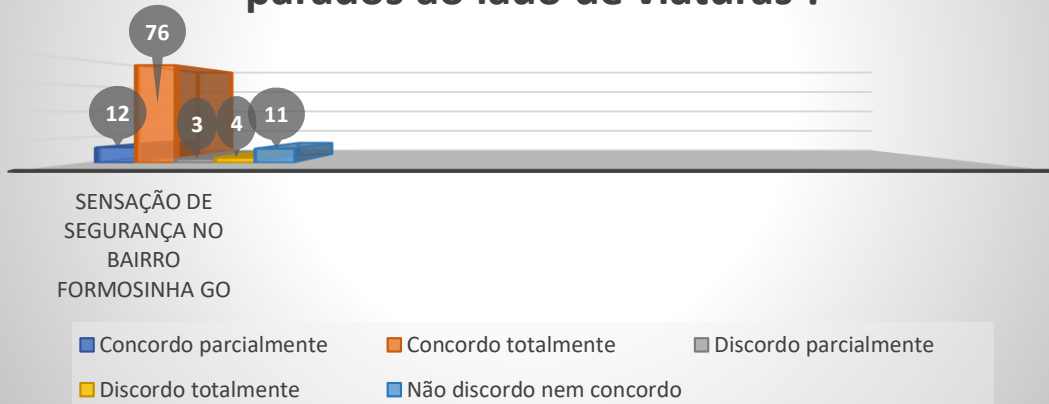 parados ao lado de viaturas ?
76
12
3
4
11
SENSAÇÃO DE
SEGURANÇA NO
BAIRRO
FORMOSINHA GO
Concordo parcialmente
Concordo totalmente
Discordo parcialmente
Discordo totalmente
Não discordo nem concordo